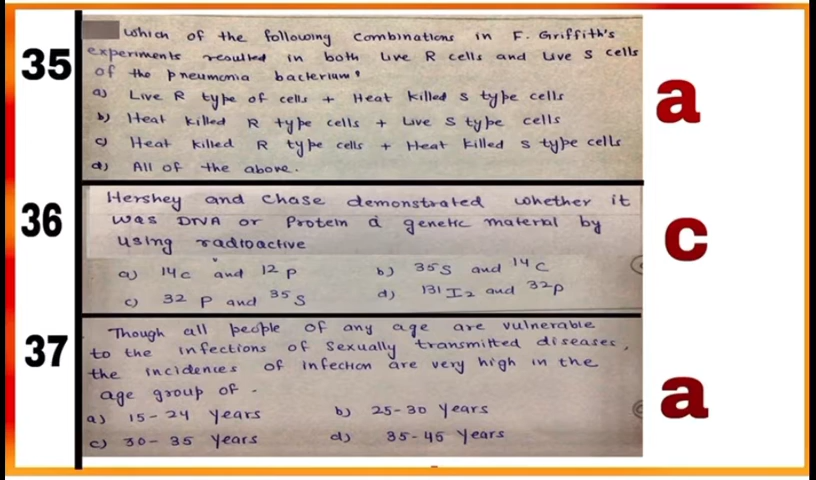 35
Which of the following combinations in F. Griffith's
experiments resulted in both live R cells and live S cells
of the pneumonia bacterium?
a) Live R type of cells + Heat killed S type cells
b) Heat killed R type cells + Live S type cells
c) Heat killed R type cells + Heat killed S type cells
d) All of the above.
a
36
Hershey and Chase demonstrated whether it
was DNA or Protein a genetic material by
using radioactive
a) 14C and 12P b) 35S and 14C
c) 32P and 35S d) 131I2 and 32P
c
37
Though all people of any age are vulnerable
to the infections of sexually transmitted diseases,
the incidences of infection are very high in the
age group of -
a) 15-24 years b) 25-30 Years
c) 30-35 Years d) 35-45 Years
a